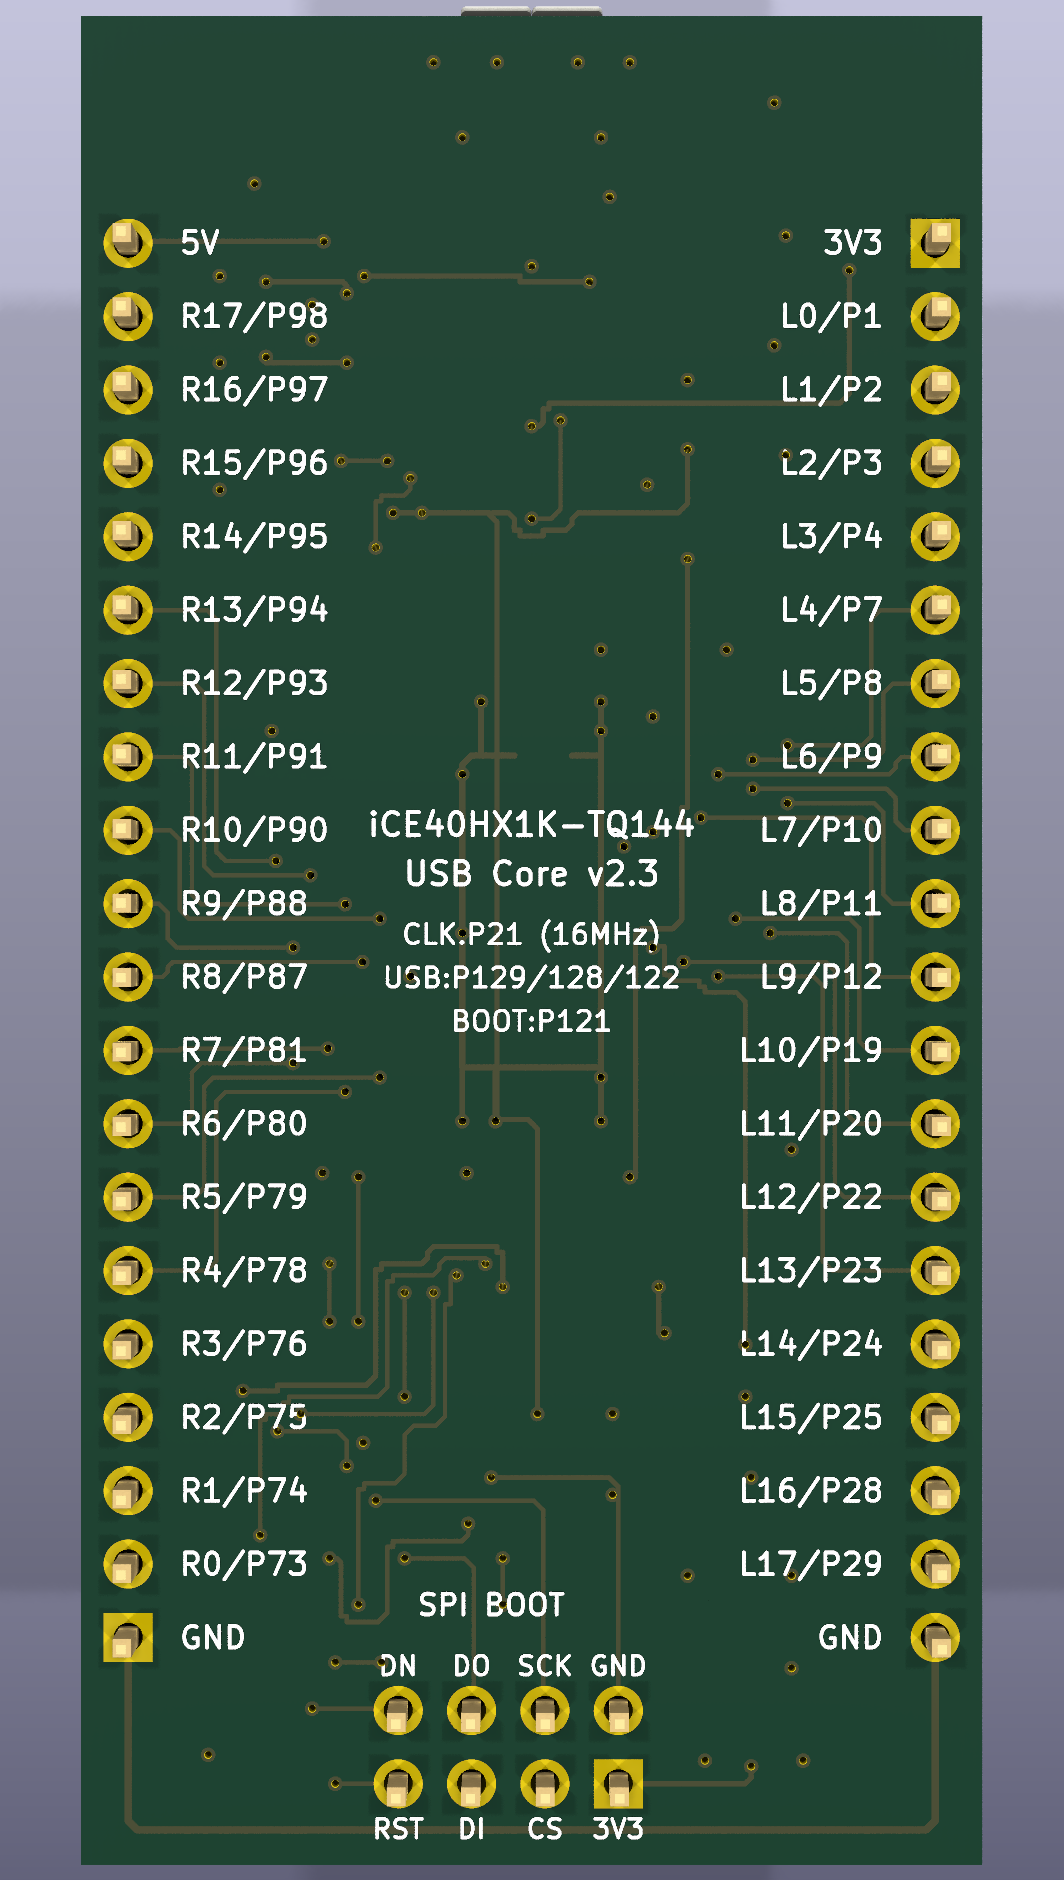 5V 3V3
R17/P98 L0/P1
R16/P97 L1/P2
R15/P96 L2/P3
R14/P95 L3/P4
R13/P94 L4/P7
R12/P93 L5/P8
R11/P91 L6/P9
R10/P90 iCE40HX1K-TQ144 L7/P10
USB Core v2.3
R9/P88 L8/P11
CLK:P21 (16MHz)
R8/P87 USB:P129/128/122 L9/P12
BOOT:P121
R7/P81 L10/P19
R6/P80 L11/P20
R5/P79 L12/P22
R4/P78 L13/P23
R3/P76 L14/P24
R2/P75 L15/P25
R1/P74 L16/P28
R0/P73 L17/P29
SPI BOOT
GND GND
DN DO SCK GND
RST DI CS 3V3